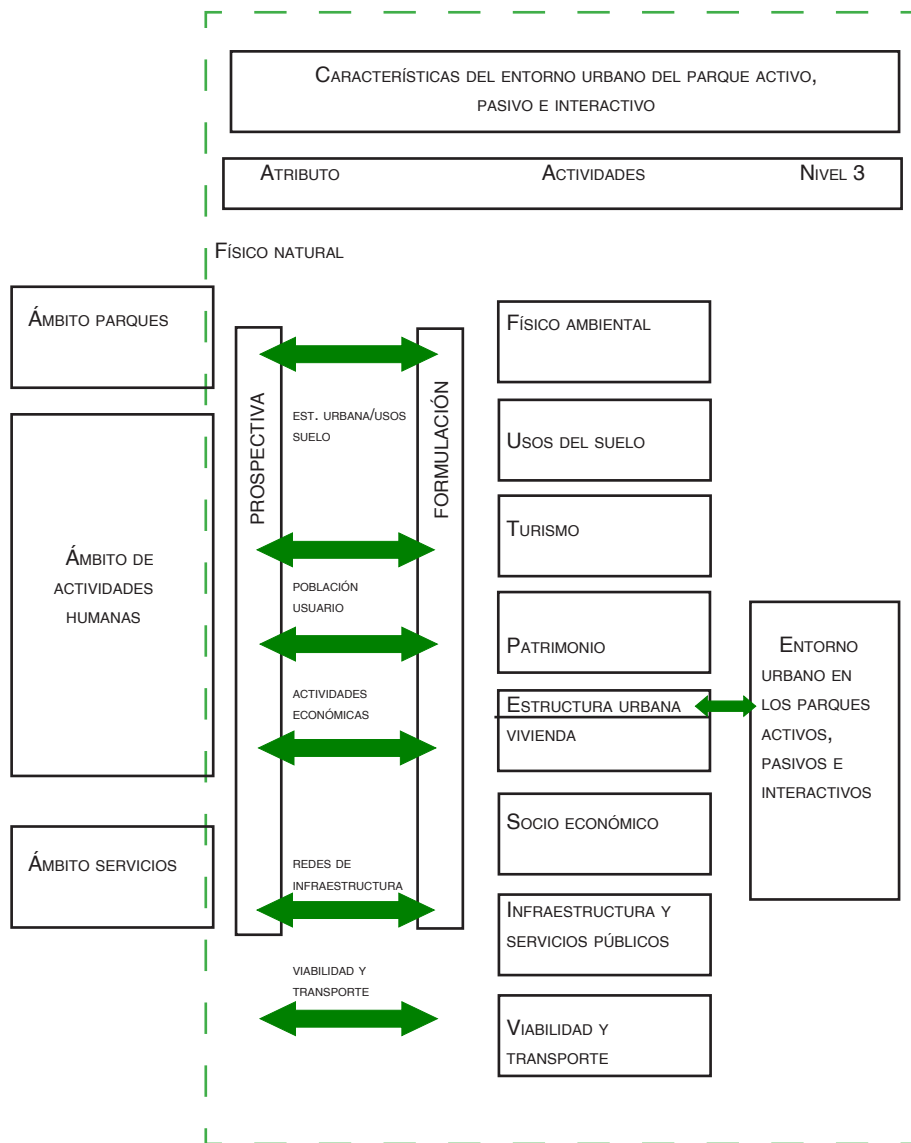 Características del entorno urbano del parque activo,
pasivo e interactivo
Atributo Actividades Nivel 3
Físico natural
Ámbito parques
Ámbito de
actividades
humanas
Ámbito servicios
PROSPECTIVA
est. urbana/usos
suelo
población
usuario
actividades
económicas
redes de
infraestructura
viabilidad y
transporte
FORMULACIÓN
Físico ambiental
Usos del suelo
Turismo
Patrimonio
Estructura urbana
vivienda
Socio económico
Infraestructura y
servicios públicos
Viabilidad y
transporte
Entorno
urbano en
los parques
activos,
pasivos e
interactivos